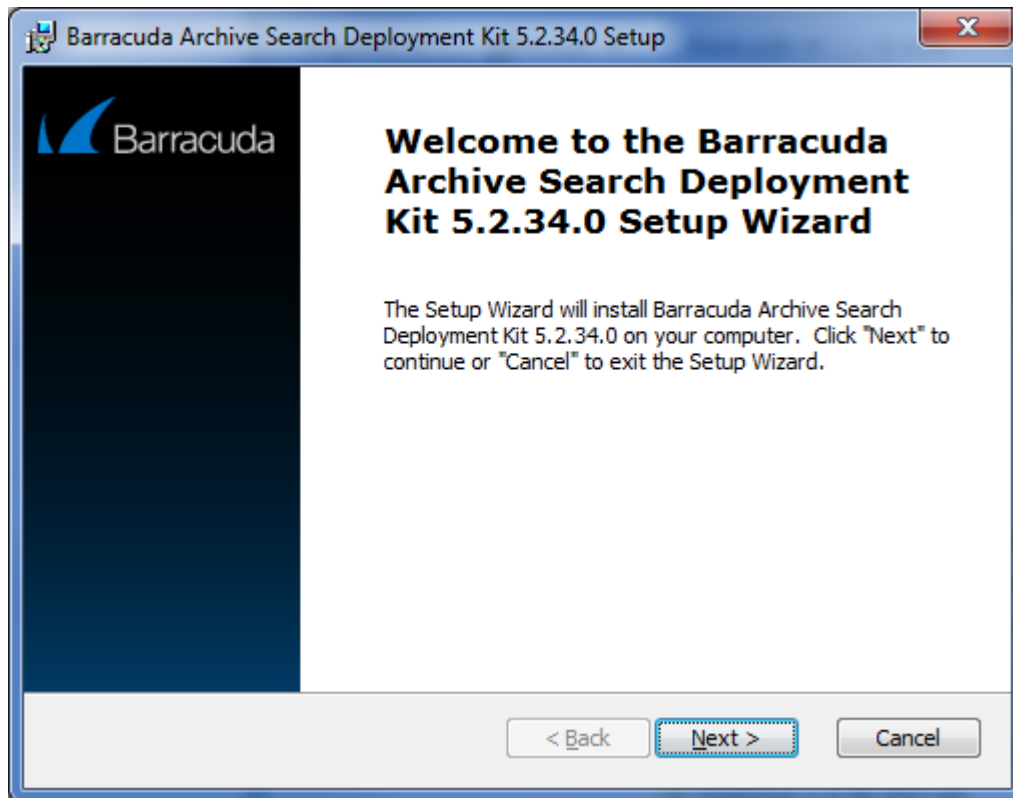 Barracuda Archive Search Deployment Kit 5.2.34.0 Setup
Barracuda
Welcome to the Barracuda
Archive Search Deployment
Kit 5.2.34.0 Setup Wizard
The Setup Wizard will install Barracuda Archive Search
Deployment Kit 5.2.34.0 on your computer.  Click "Next" to
continue or "Cancel" to exit the Setup Wizard.
< Back
Next >
Cancel